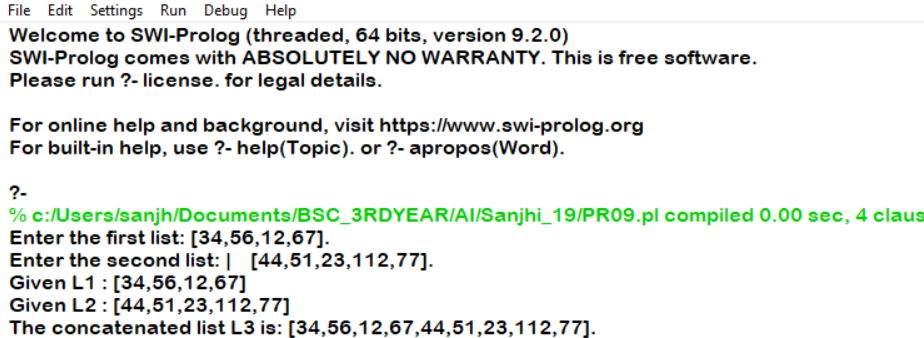 File Edit Settings Run Debug Help
Welcome to SWI-Prolog (threaded, 64 bits, version 9.2.0)
SWI-Prolog comes with ABSOLUTELY NO WARRANTY. This is free software.
Please run ?- license. for legal details.
For online help and background, visit https://www.swi-prolog.org
For built-in help, use ?- help(Topic). or ?- apropos(Word).
?-
% c:/Users/sanjh/Documents/BSC_3RDYEAR/AI/Sanjhi_19/PR09.pl compiled 0.00 sec, 4
Enter the first list: [34,56,12,67].
Enter the second list: | [44,51,23,112,77].
Given L1 : [34,56,12,67]
Given L2 : [44,51,23,112,77]
The concatenated list L3 is: [34,56,12,67,44,51,23,112,77].